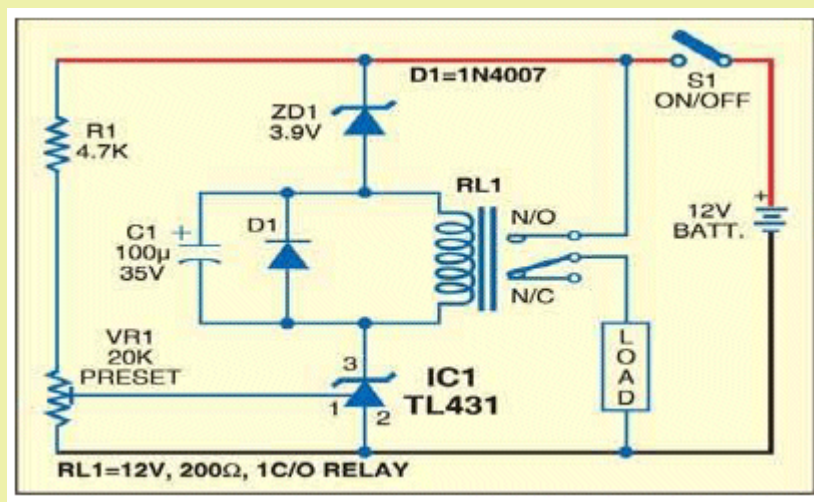 D1=1N4007
S1
ON/OFF
ZD1
3.9V
R1
4.7K
RL1
N/O
12V
BATT.
+
C1
100µ
35V
+
D1
N/C
VR1
20K
PRESET
3
1
2
IC1
TL431
LOAD
RL1=12V, 200Ω, 1C/O RELAY